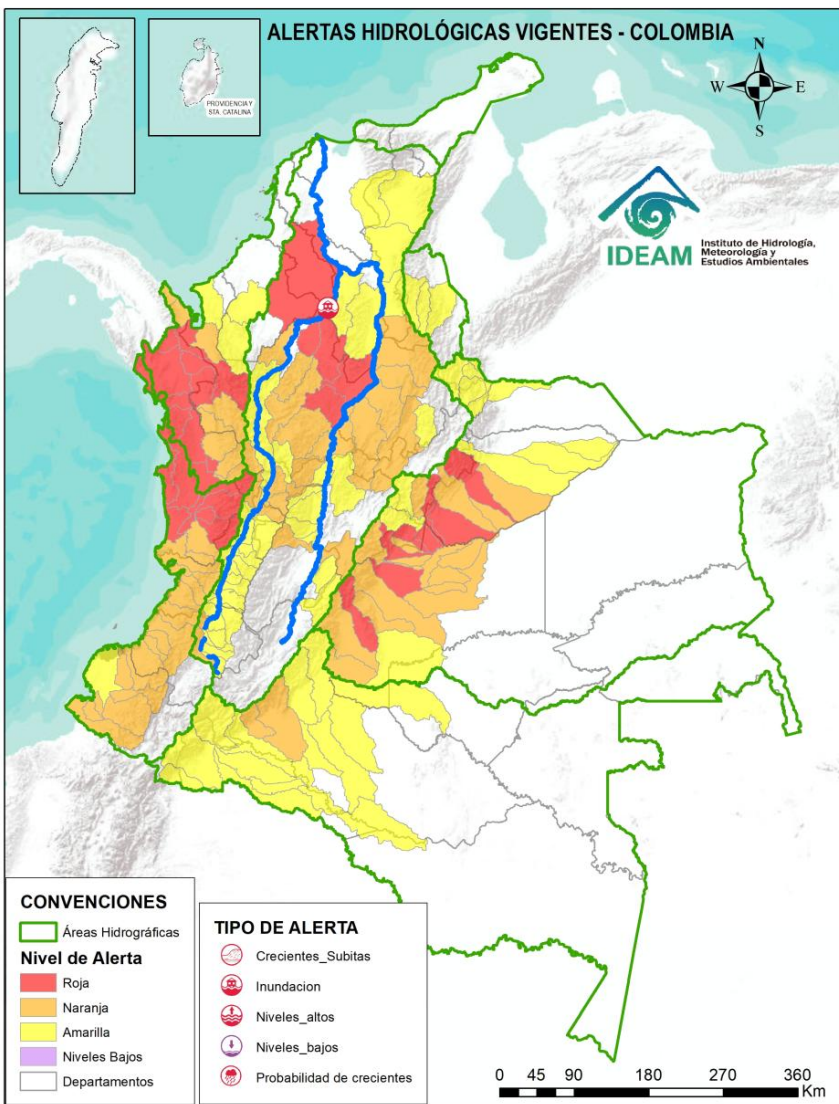 ALERTAS HIDROLÓGICAS VIGENTES - COLOMBIA
PROVIDENCIA Y
STA. CATALINA
N
W
E
S
IDEAM
Instituto de Hidrología,
Meteorología y
Estudios Ambientales
CONVENCIONES
Áreas Hidrográficas
Nivel de Alerta
Roja
Naranja
Amarilla
Niveles Bajos
Departamentos
TIPO DE ALERTA
Crecientes_Subitas
Inundacion
Niveles_altos
Niveles_bajos
Probabilidad de crecientes
0 45 90 180 270 360
Km